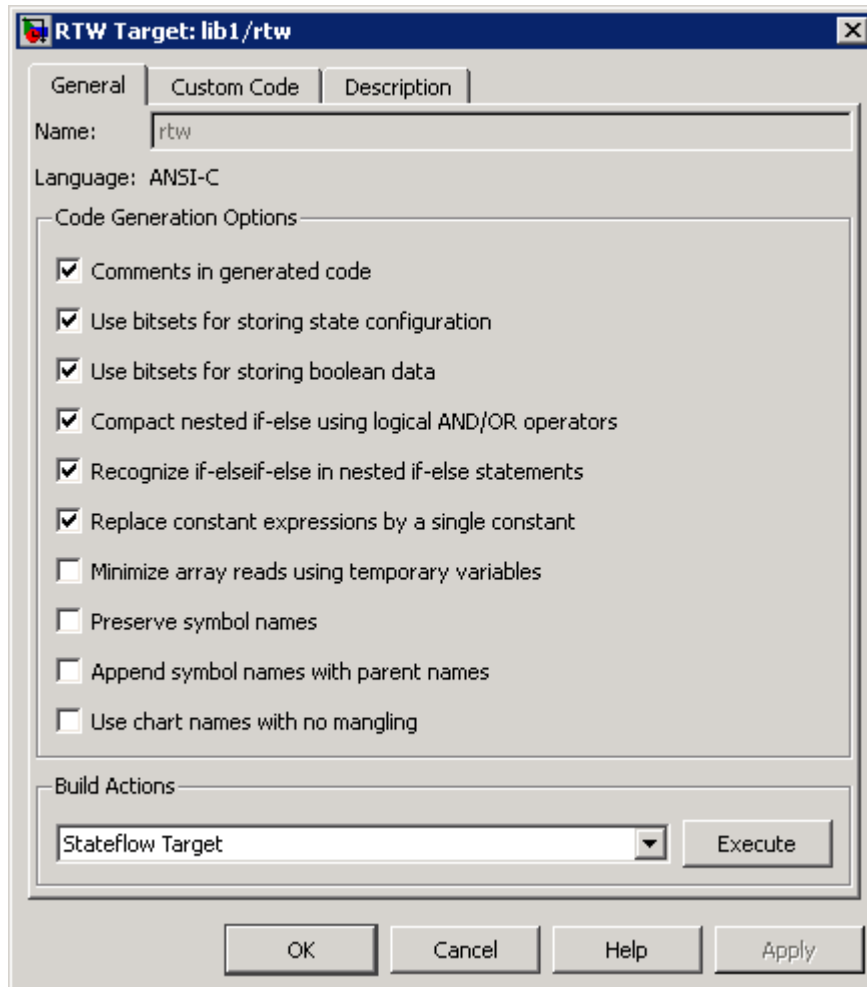 RTW Target: lib1/rtw
General Custom Code Description
Name: rtw
Language: ANSI-C
Code Generation Options
Comments in generated code
Use bitsets for storing state configuration
Use bitsets for storing boolean data
Compact nested if-else using logical AND/OR operators
Recognize if-elseif-else in nested if-else statements
Replace constant expressions by a single constant
Minimize array reads using temporary variables
Preserve symbol names
Append symbol names with parent names
Use chart names with no mangling
Build Actions
Stateflow Target Execute
OK Cancel Help Apply